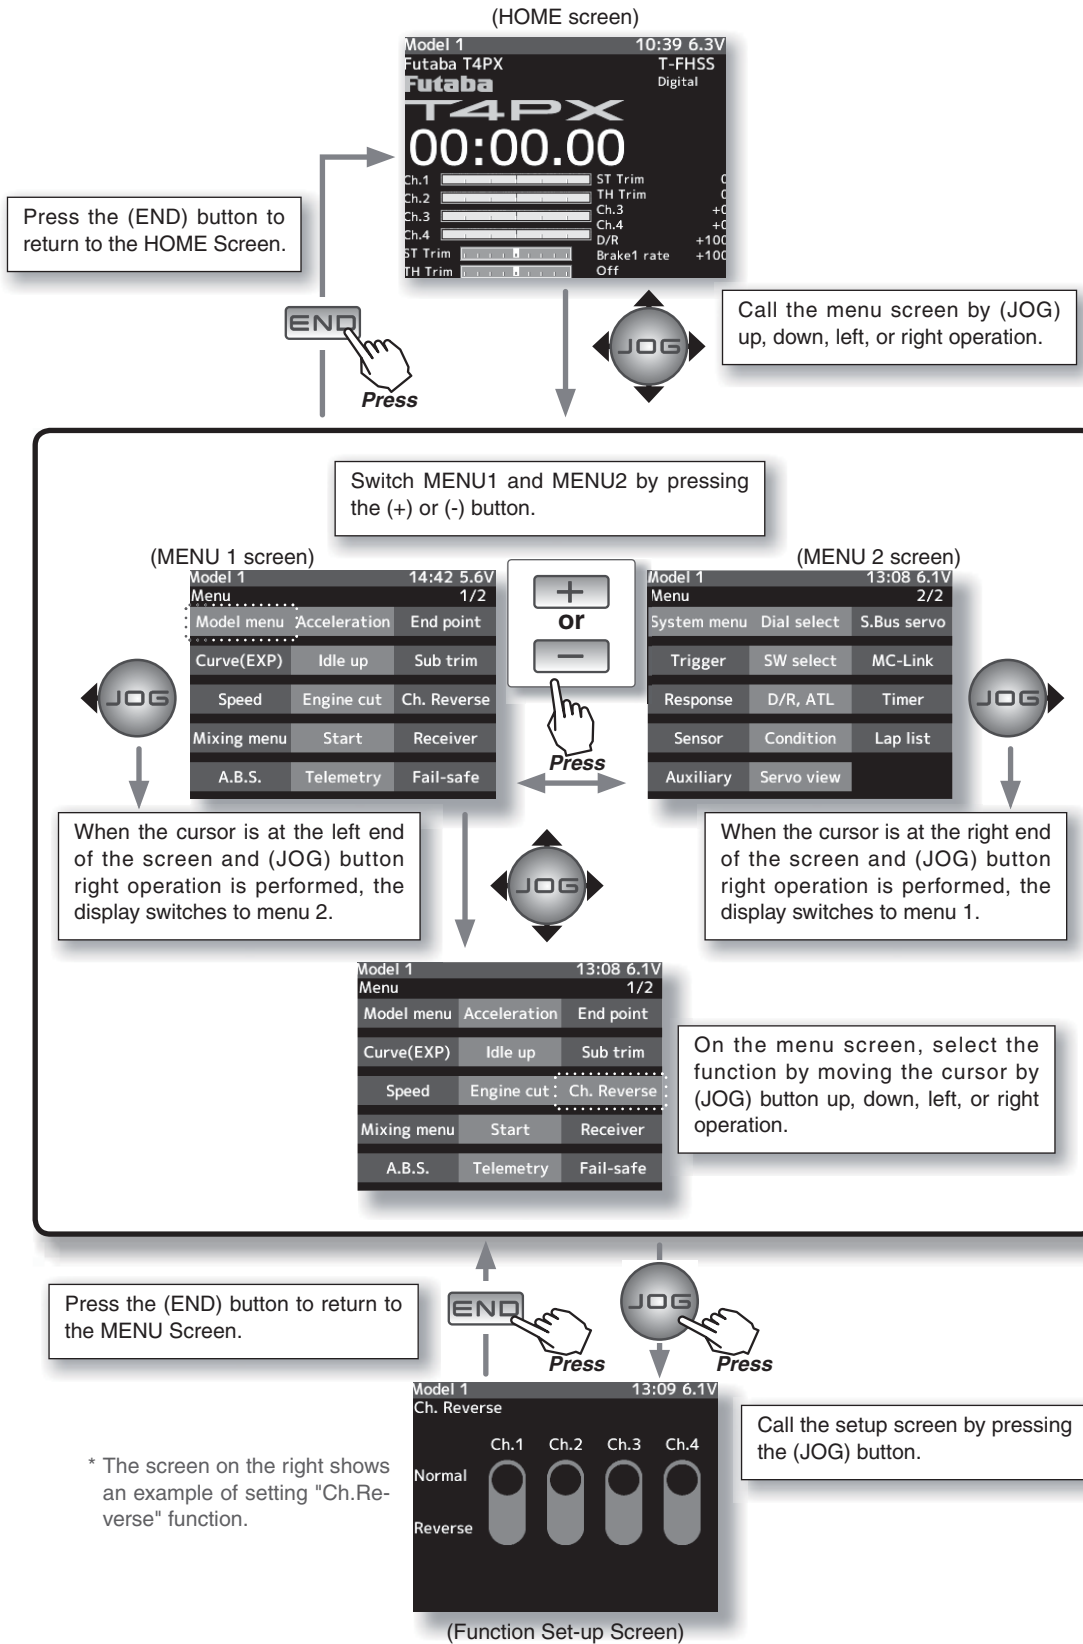 (HOME screen)
Model 1 10:39 6.3V
Futaba T4PX T-FHSS
Futaba Digital
T4PX
00:00.00
Ch.1 ST Trim 0
Ch.2 TH Trim 0
Ch.3 Ch.3 +0
Ch.4 Ch.4 +0
D/R +100
ST Trim Brake1 rate +100
TH Trim Off
Press the (END) button to
return to the HOME Screen.
END
Press
JOG
Call the menu screen by (JOG)
up, down, left, or right operation.
Switch MENU1 and MENU2 by pressing
the (+) or (-) button.
(MENU 1 screen)
Model 1 14:42 5.6V
Menu 1/2
Model menu Acceleration End point
Curve(EXP) Idle up Sub trim
Speed Engine cut Ch. Reverse
Mixing menu Start Receiver
A.B.S. Telemetry Fail-safe
+
or
−
Press
(MENU 2 screen)
Model 1 13:08 6.1V
Menu 2/2
System menu Dial select S.Bus servo
Trigger SW select MC-Link
Response D/R, ATL Timer
Sensor Condition Lap list
Auxiliary Servo view
JOG
JOG
When the cursor is at the left end
of the screen and (JOG) button
right operation is performed, the
display switches to menu 2.
JOG
When the cursor is at the right end
of the screen and (JOG) button
right operation is performed, the
display switches to menu 1.
Model 1 13:08 6.1V
Menu 1/2
Model menu Acceleration End point
Curve(EXP) Idle up Sub trim
Speed Engine cut Ch. Reverse
Mixing menu Start Receiver
A.B.S. Telemetry Fail-safe
On the menu screen, select the
function by moving the cursor by
(JOG) button up, down, left, or right
operation.
Press the (END) button to return to
the MENU Screen.
END
Press
JOG
Press
Call the setup screen by pressing
the (JOG) button.
Model 1 13:09 6.1V
Ch. Reverse
Ch.1 Ch.2 Ch.3 Ch.4
Normal
Reverse
* The screen on the right shows
an example of setting "Ch.Re-
verse" function.
(Function Set-up Screen)